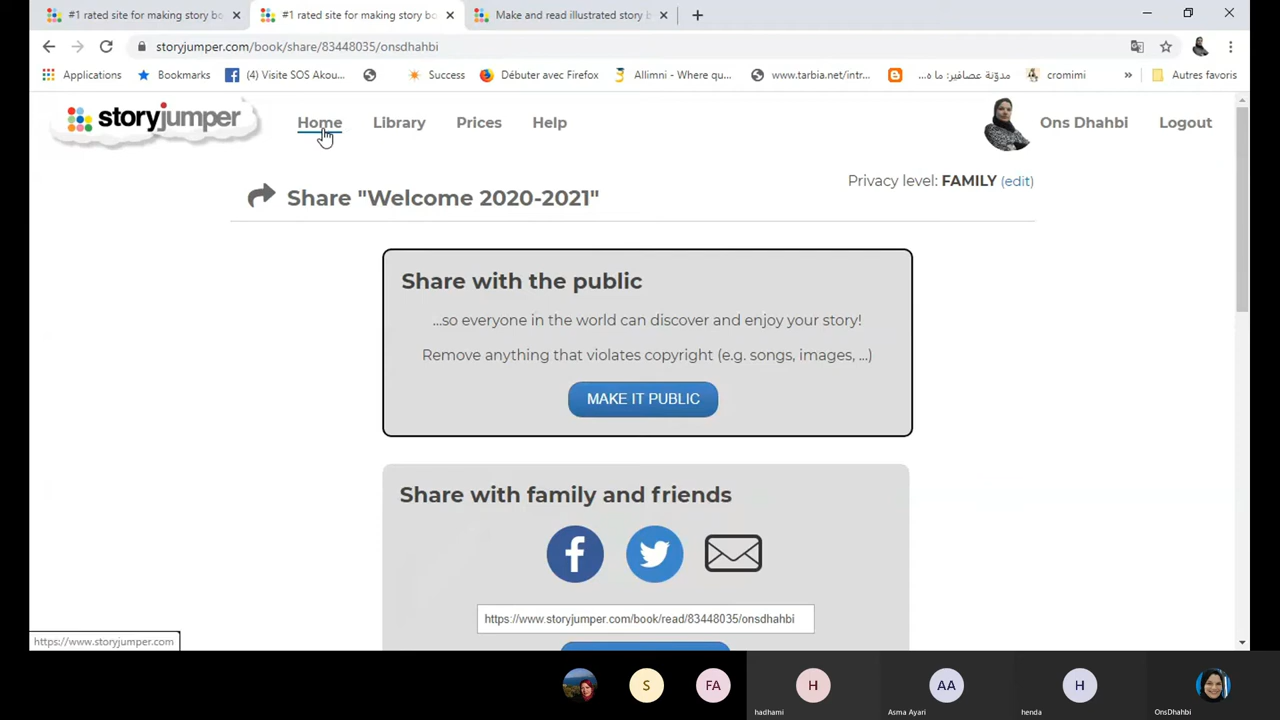 #1 rated site for making story bo
#1 rated site for making story bo
Make and read illustrated story b
storyjumper.com/book/share/83448035/onsdhahbi
Applications
Bookmarks
(4) Visite SOS Akou...
Success
Débuter avec Firefox
Allimni - Where qu...
www.tarbia.net/intr...
مدوّنة عصافير: ما ه...
cromimi
»
Autres favoris
storyjumper
Home
Library
Prices
Help
Ons Dhahbi
Logout
Privacy level: FAMILY (edit)
Share "Welcome 2020-2021"
Share with the public
...so everyone in the world can discover and enjoy your story!
Remove anything that violates copyright (e.g. songs, images, ...)
MAKE IT PUBLIC
Share with family and friends
https://www.storyjumper.com/book/read/83448035/onsdhahbi
https://www.storyjumper.com
S
FA
H
hadhami
AA
Asma Ayari
H
henda
OnsDhahbi